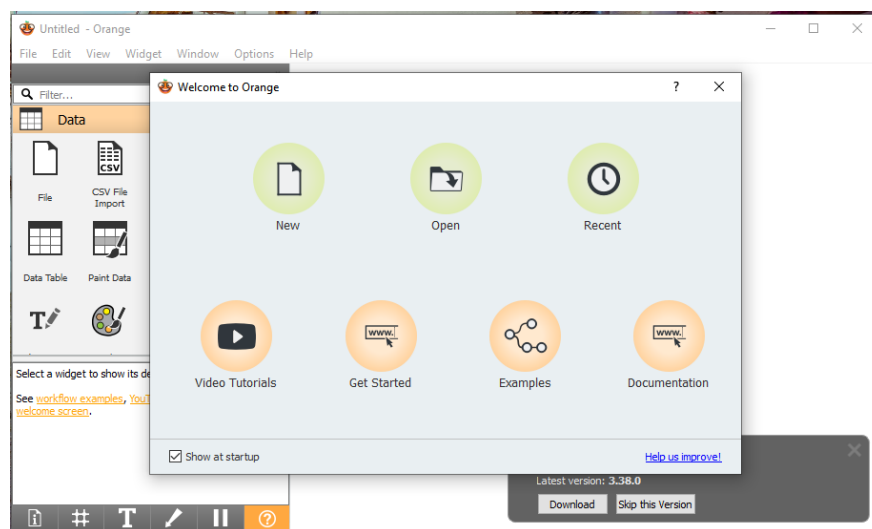 Untitled - Orange
File Edit View Widget Window Options Help
Filter...
Data
File
CSV File
Import
Data Table
Paint Data
T
Select a widget to show its de
See workflow examples, YouT
welcome screen.
T
Welcome to Orange
?
New
Open
Recent
www.
www.
Video Tutorials
Get Started
Examples
Documentation
Show at startup
Help us improve!
Latest version: 3.38.0
Download
Skip this Version